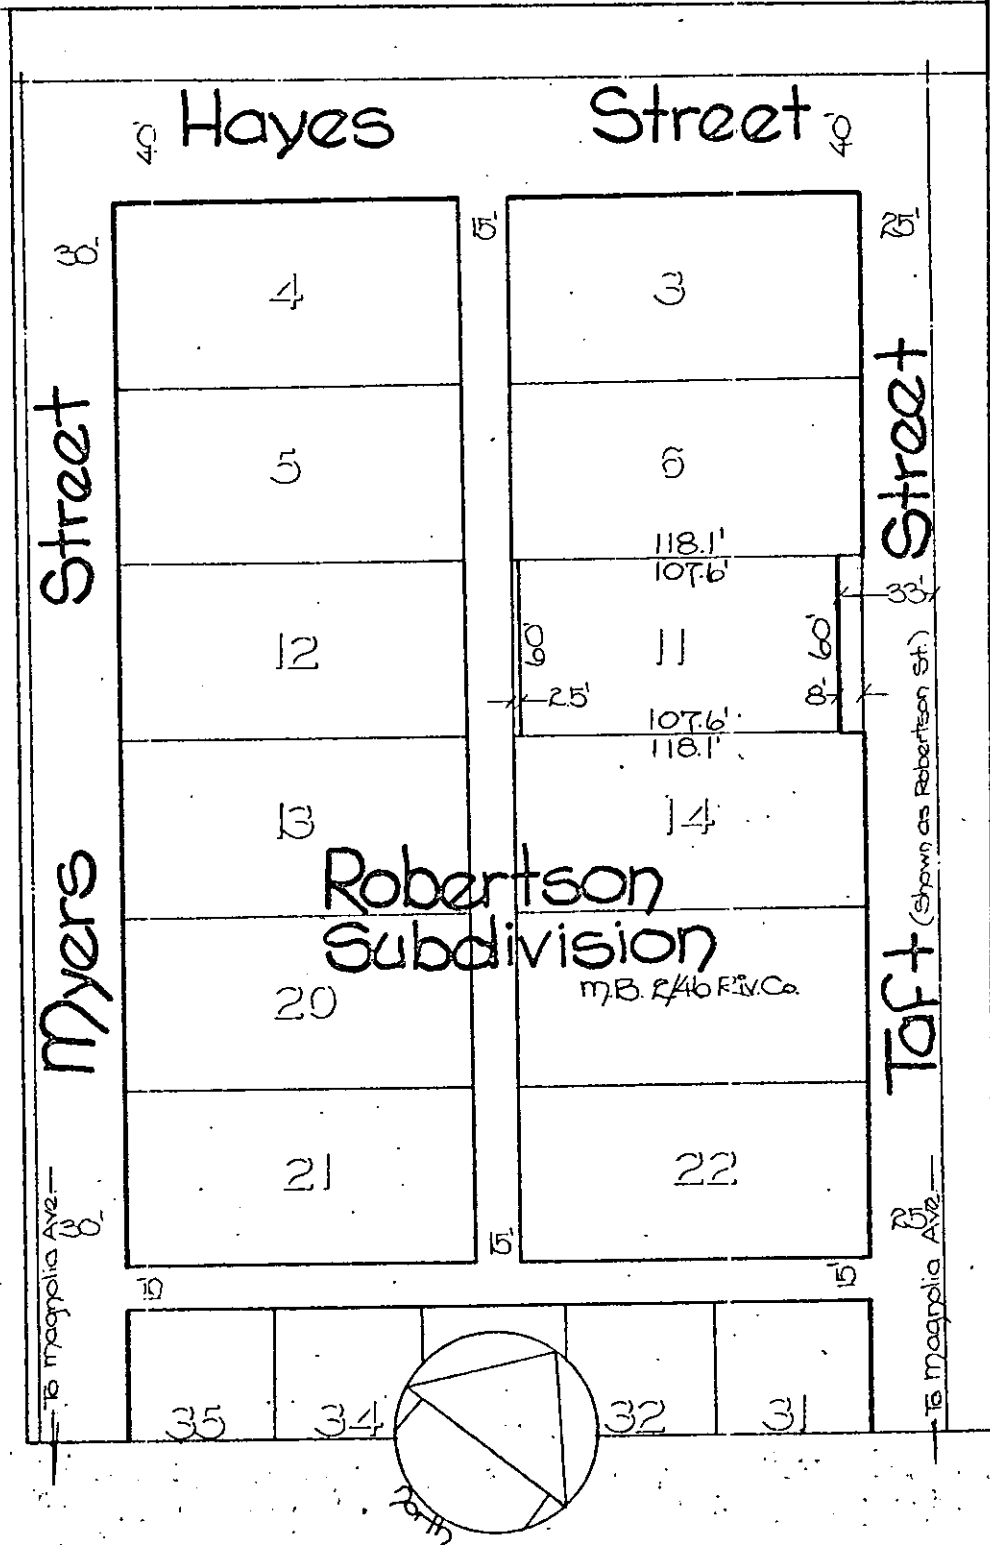 Hayes Street
40' 40'
30' 15' 25'
4 3
5 6
118.1'
107.6'
33'
12 11
60' 60'
2.5' 8'
107.6'
118.1'
13 14
Robertson
Subdivision
M.B. 2/46 Riv. Co.
20
21 22
Myers Street
Taft Street
(Shown as Robertson St.)
30' 15' 25'
15' 15'
To Magnolia Ave.
To Magnolia Ave.
35 34 32 31
North